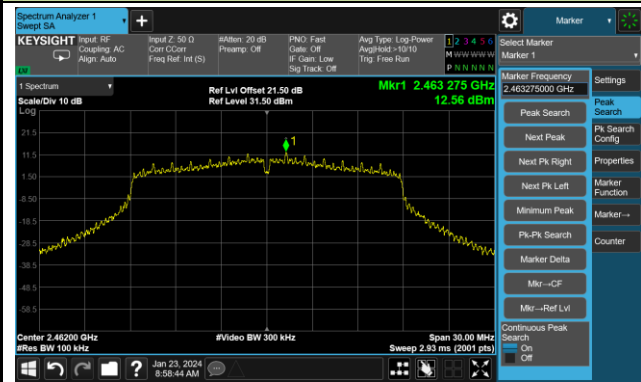 Spectrum Analyzer 1
Swept SA
Marker
KEYSIGHT
Input: RF
Coupling: AC
Align: Auto
Input Z: 50 Ω
Corr CCorr
Freq Ref: Int (S)
#Atten: 20 dB
Preamp: Off
PNO: Fast
Gate: Off
IF Gain: Low
Sig Track: Off
Avg Type: Log-Power
Avg|Hold:>10/10
Trig: Free Run
1 2 3 4 5 6
M W W W W W
P N N N N N
LXI
Select Marker
Marker 1
1 Spectrum
Scale/Div 10 dB
Log
Ref Lvl Offset 21.50 dB
Ref Level 31.50 dBm
Mkr1 2.463 275 GHz
12.56 dBm
21.5
11.5
1.50
-8.50
-18.5
-28.5
-38.5
-48.5
-58.5
1
Center 2.46200 GHz
#Res BW 100 kHz
#Video BW 300 kHz
Span 30.00 MHz
Sweep 2.93 ms (2001 pts)
Marker Frequency
2.463275000 GHz
Peak Search
Next Peak
Next Pk Right
Next Pk Left
Minimum Peak
Pk-Pk Search
Marker Delta
Mkr→CF
Mkr→Ref Lvl
Continuous Peak
Search
On
Off
Settings
Peak
Search
Pk Search
Config
Properties
Marker
Function
Marker→
Counter
Jan 23, 2024
8:58:44 AM